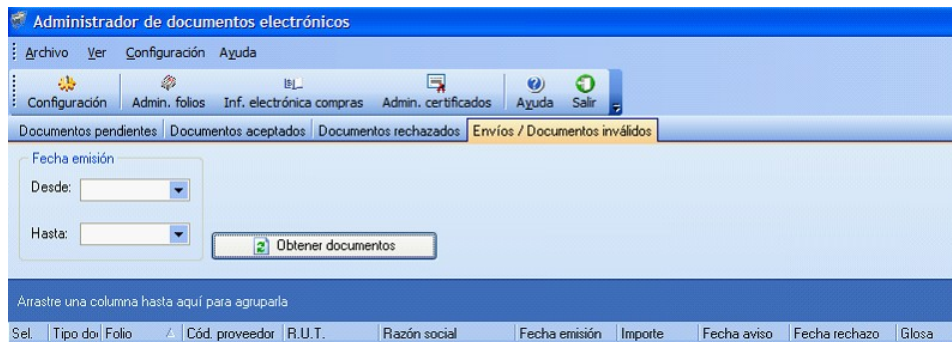 Administrador de documentos electrónicos
Archivo Ver Configuración Ayuda
Configuración Admin. folios Inf. electrónica compras Admin. certificados Ayuda Salir
Documentos pendientes Documentos aceptados Documentos rechazados Envíos / Documentos inválidos
Fecha emisión
Desde:
Hasta:
Obtener documentos
Arrastre una columna hasta aquí para agruparla
Sel. Tipo do Folio Cód. proveedor R.U.T. Razón social Fecha emisión Importe Fecha aviso Fecha rechazo Glosa